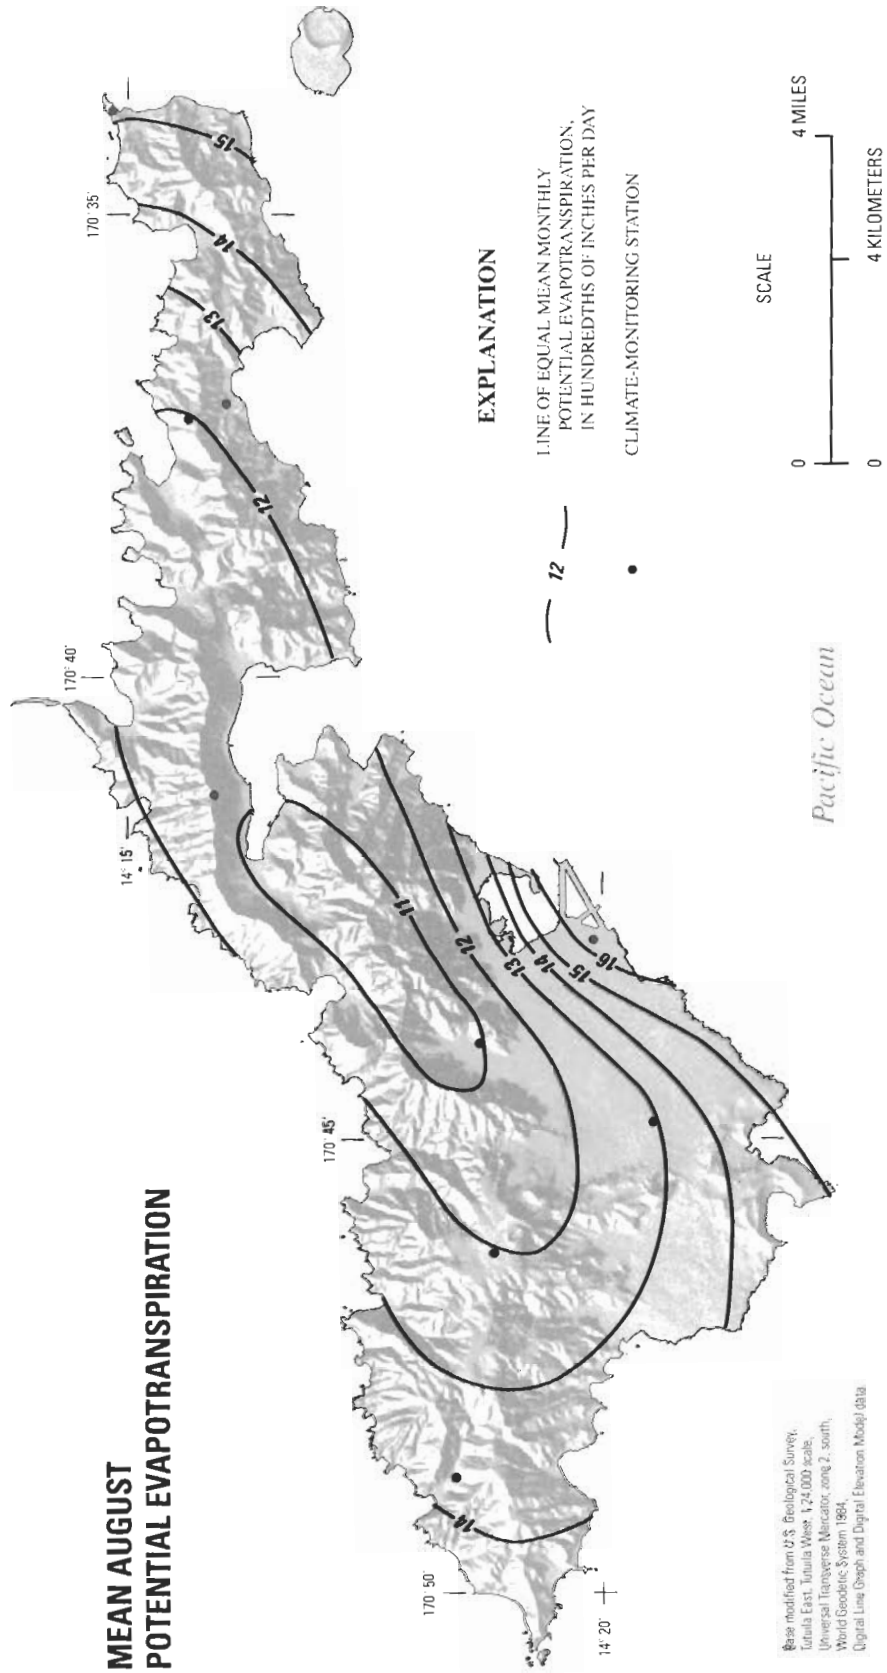 MEAN AUGUST
POTENTIAL EVAPOTRANSPIRATION
170° 50'
170° 45'
170° 40'
170° 35'
14° 15'
14° 20'
14
11
12
13
14
15
16
12
13
14
15
EXPLANATION
12
LINE OF EQUAL MEAN MONTHLY
POTENTIAL EVAPOTRANSPIRATION,
IN HUNDREDTHS OF INCHES PER DAY
CLIMATE-MONITORING STATION
Pacific Ocean
SCALE
0
4 MILES
0
4 KILOMETERS
Base modified from U.S. Geological Survey,
Tutuila East, Tutuila West, 1:24,000 scale,
Universal Transverse Mercator, zone 2, south,
World Geodetic System 1984,
Digital Line Graph and Digital Elevation Model data